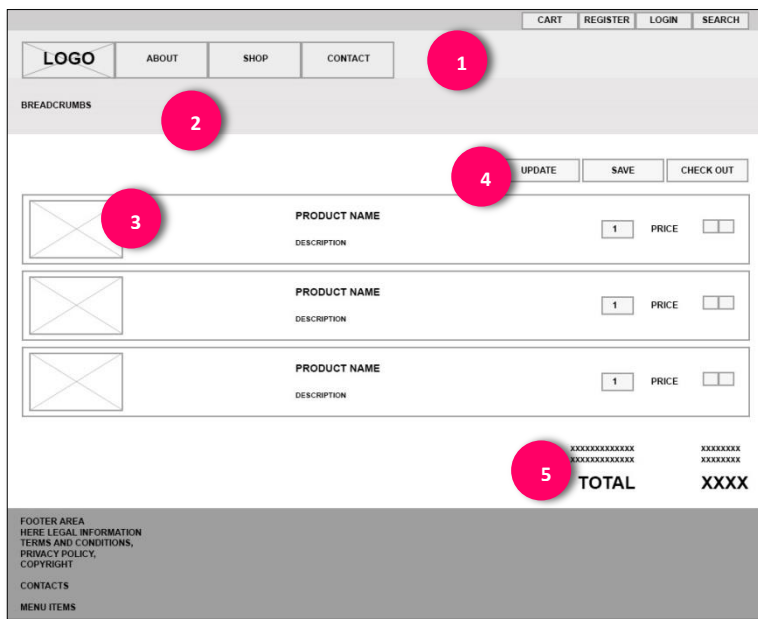 CART REGISTER LOGIN SEARCH
LOGO ABOUT SHOP CONTACT 1
BREADCRUMBS
2
4 UPDATE SAVE CHECK OUT
3
PRODUCT NAME
1 PRICE
DESCRIPTION
PRODUCT NAME
1 PRICE
DESCRIPTION
PRODUCT NAME
1 PRICE
DESCRIPTION
xxxxxxxxxxxxx xxxxxxxx
xxxxxxxxxxxxx xxxxxxxx
5 TOTAL XXXX
FOOTER AREA
HERE LEGAL INFORMATION
TERMS AND CONDITIONS,
PRIVACY POLICY,
COPYRIGHT
CONTACTS
MENU ITEMS